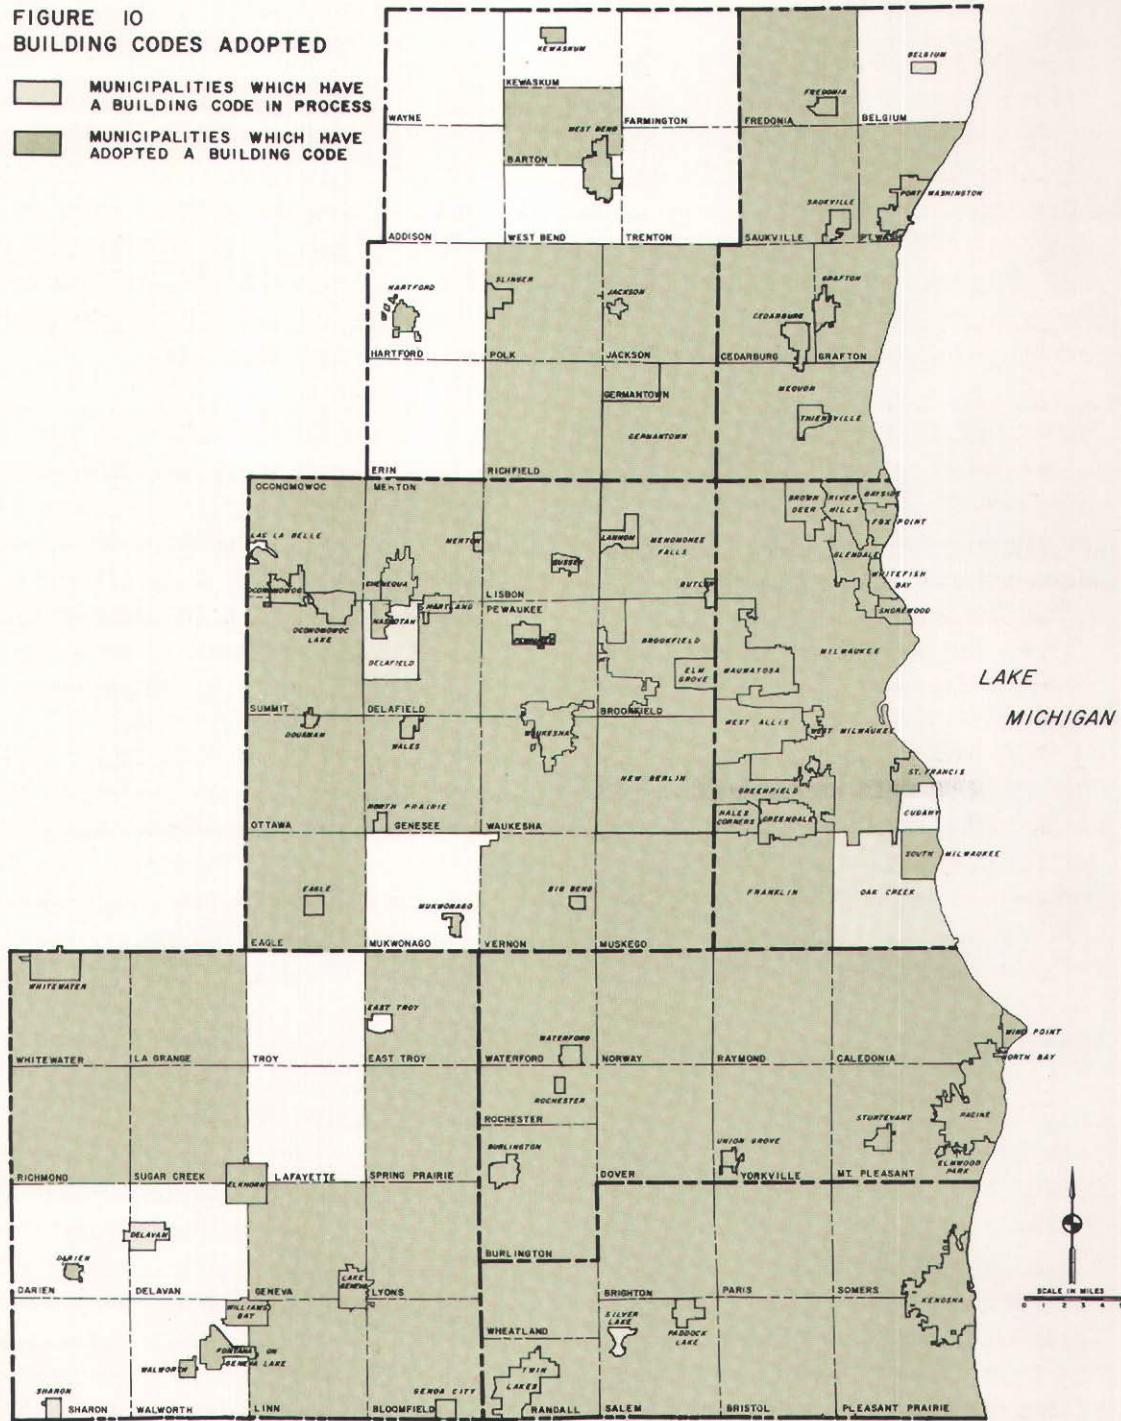 FIGURE 10
BUILDING CODES ADOPTED
MUNICIPALITIES WHICH HAVE
A BUILDING CODE IN PROCESS
MUNICIPALITIES WHICH HAVE
ADOPTED A BUILDING CODE
KEWASKUM
BELGIUM
KEWASKUM
FREDONIA
WAYNE
FARMINGTON
FREDONIA
BELGIUM
WEST BEND
BARTON
PORT WASHINGTON
SAUKVILLE
ADDISON
WEST BEND
TRENTON
SAUKVILLE
PT. WASH
HARTFORD
SLINGER
JACKSON
GRAFTON
CEDARBURG
HARTFORD
POLK
JACKSON
CEDARBURG
GRAFTON
GERMANTOWN
MEQUON
THIENSVILLE
GERMANTOWN
ERIN
RICHFIELD
OCONOMOWOC
MERTON
BROWN
DEER
RIVER
HILLS
BAYSIDE
FOX POINT
LAC LA BELLE
MERTON
LANNON
MENOMONEE
FALLS
SUSSEX
GLENDALE
WHITEFISH
BAY
CHENEQUA
BUTLER
OCONOMOWOC
LISBON
HARTLAND
PEWAUKEE
SHOREWOOD
NASHOTAH
OCONOMOWOC
LAKE
PEWAUKEE
BROOKFIELD
MILWAUKEE
DELAFIELD
ELM
GROVE
WAUWATOSA
LAKE
MICHIGAN
SUMMIT
DELAFIELD
BROOKFIELD
DOUSMAN
WALES
WAUKESHA
WEST ALLIS
WEST MILWAUKEE
NEW BERLIN
ST. FRANCIS
GREENFIELD
NORTH PRAIRIE
HALES
CORNERS
GREENDALE
CUDAHY
OTTAWA
GENESEE
WAUKESHA
SOUTH MILWAUKEE
EAGLE
BIG BEND
FRANKLIN
OAK CREEK
MUKWONAGO
EAGLE
MUKWONAGO
VERNON
MUSKEGO
WHITEWATER
EAST TROY
WIND POINT
WATERFORD
WHITEWATER
LA GRANGE
TROY
EAST TROY
WATERFORD
NORWAY
RAYMOND
CALEDONIA
NORTH BAY
ROCHESTER
ROCHESTER
STURTEVANT
RACINE
BURLINGTON
UNION GROVE
ELMWOOD
PARK
RICHMOND
SUGAR CREEK
ELKHORN
LAFAYETTE
SPRING PRAIRIE
DOVER
YORKVILLE
MT. PLEASANT
DELAVAN
DARIEN
BURLINGTON
LAKE
GENEVA
DARIEN
DELAVAN
GENEVA
LYONS
BRIGHTON
PARIS
SOMERS
KENOSHA
SCALE IN MILES
0 1 2 3 4
WILLIAMS
BAY
SILVER
LAKE
PADDOCK
LAKE
WHEATLAND
FONTANA ON
GENEVA LAKE
WALWORTH
TWIN
LAKES
SHARON
GENOA CITY
SHARON
WALWORTH
LINN
BLOOMFIELD
RANDALL
SALEM
BRISTOL
PLEASANT PRAIRIE